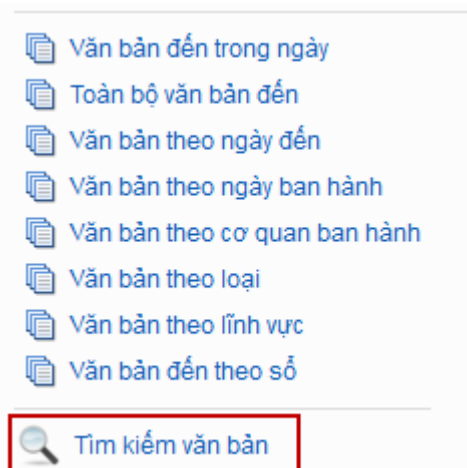 Văn bản đến trong ngày
Toàn bộ văn bản đến
Văn bản theo ngày đến
Văn bản theo ngày ban hành
Văn bản theo cơ quan ban hành
Văn bản theo loại
Văn bản theo lĩnh vực
Văn bản đến theo sổ
Tìm kiếm văn bản